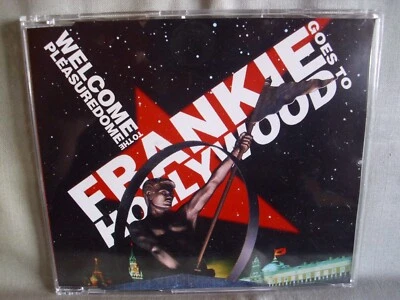 WELCOME
TO THE
PLEASUREDOME
FRANKIE
GOES TO
HOLLYWOOD